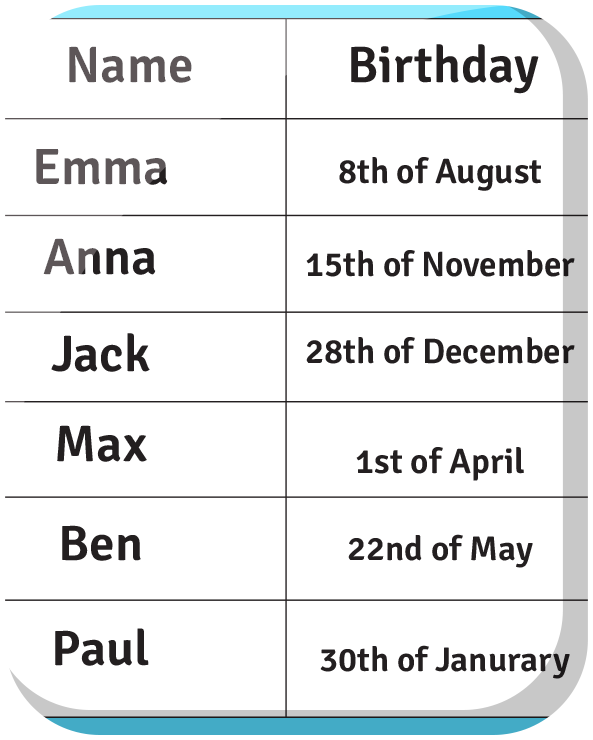 Name Birthday
Emma 8th of August
Anna 15th of November
Jack 28th of December
Max 1st of April
Ben 22nd of May
Paul 30th of Janurary